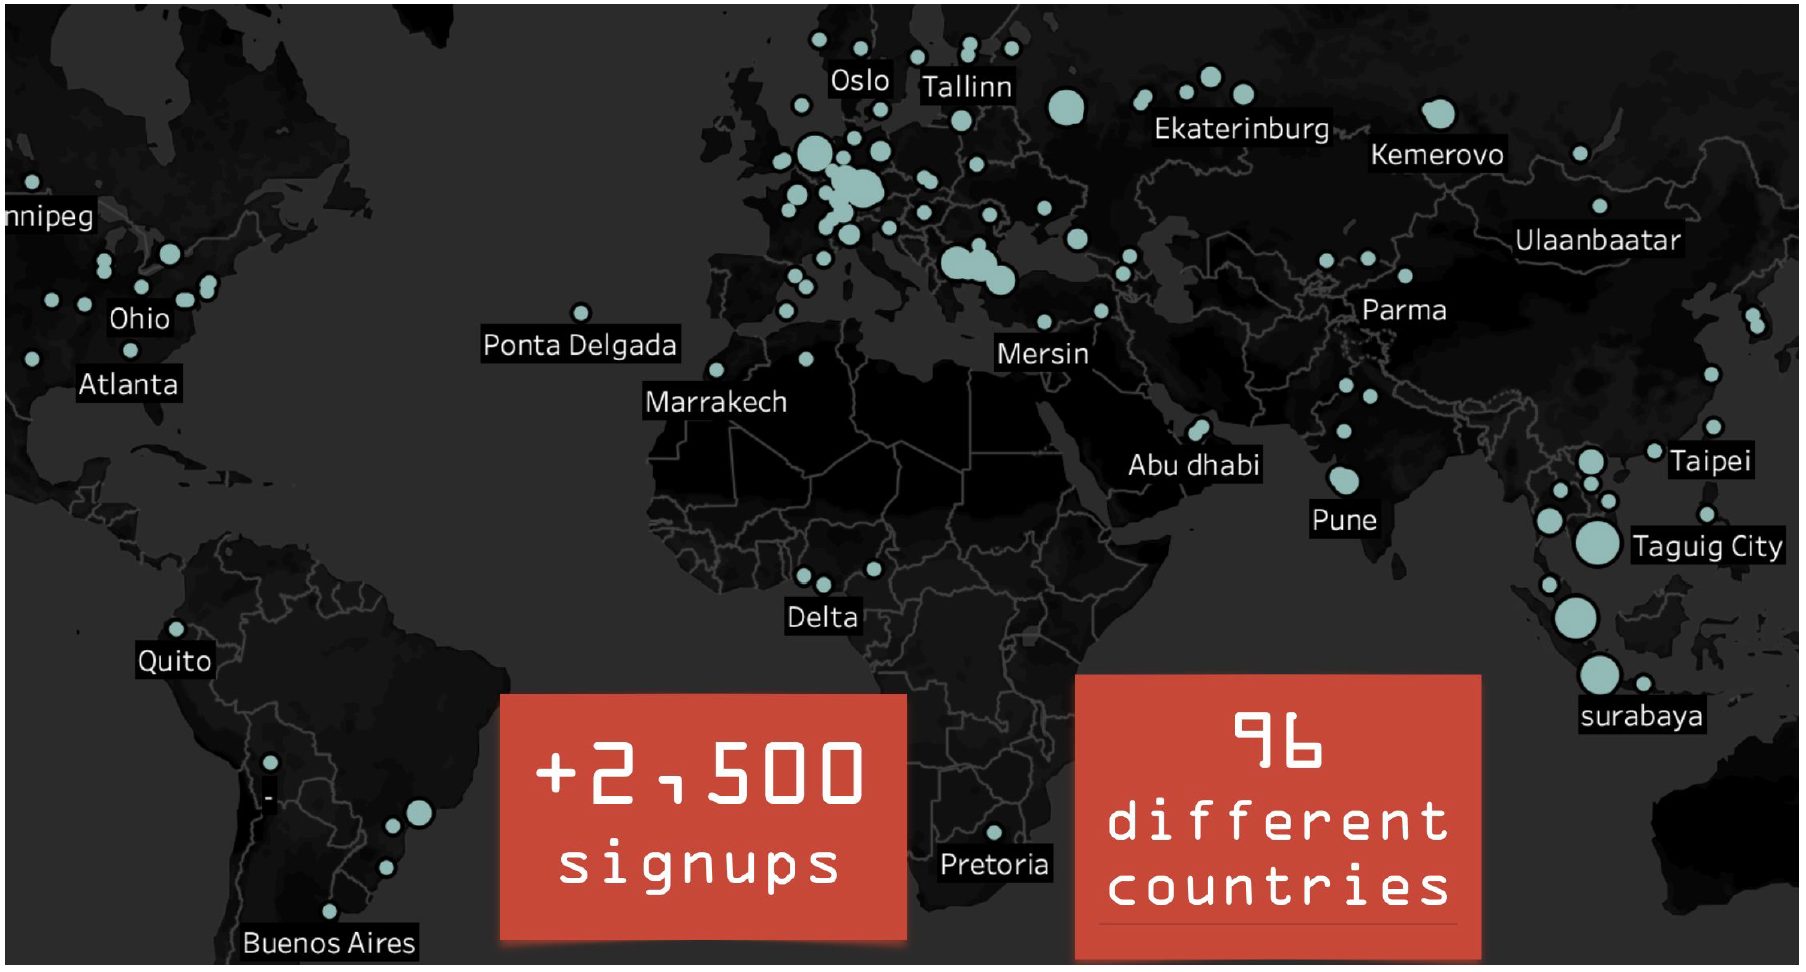 Oslo
Tallinn
Ekaterinburg
Kemerovo
nnipeg
Ulaanbaatar
Parma
Ohio
Ponta Delgada
Mersin
Atlanta
Marrakech
Abu dhabi
Taipei
Pune
Taguig City
Delta
Quito
surabaya
-
+2,500
signups
96
different
countries
Pretoria
Buenos Aires